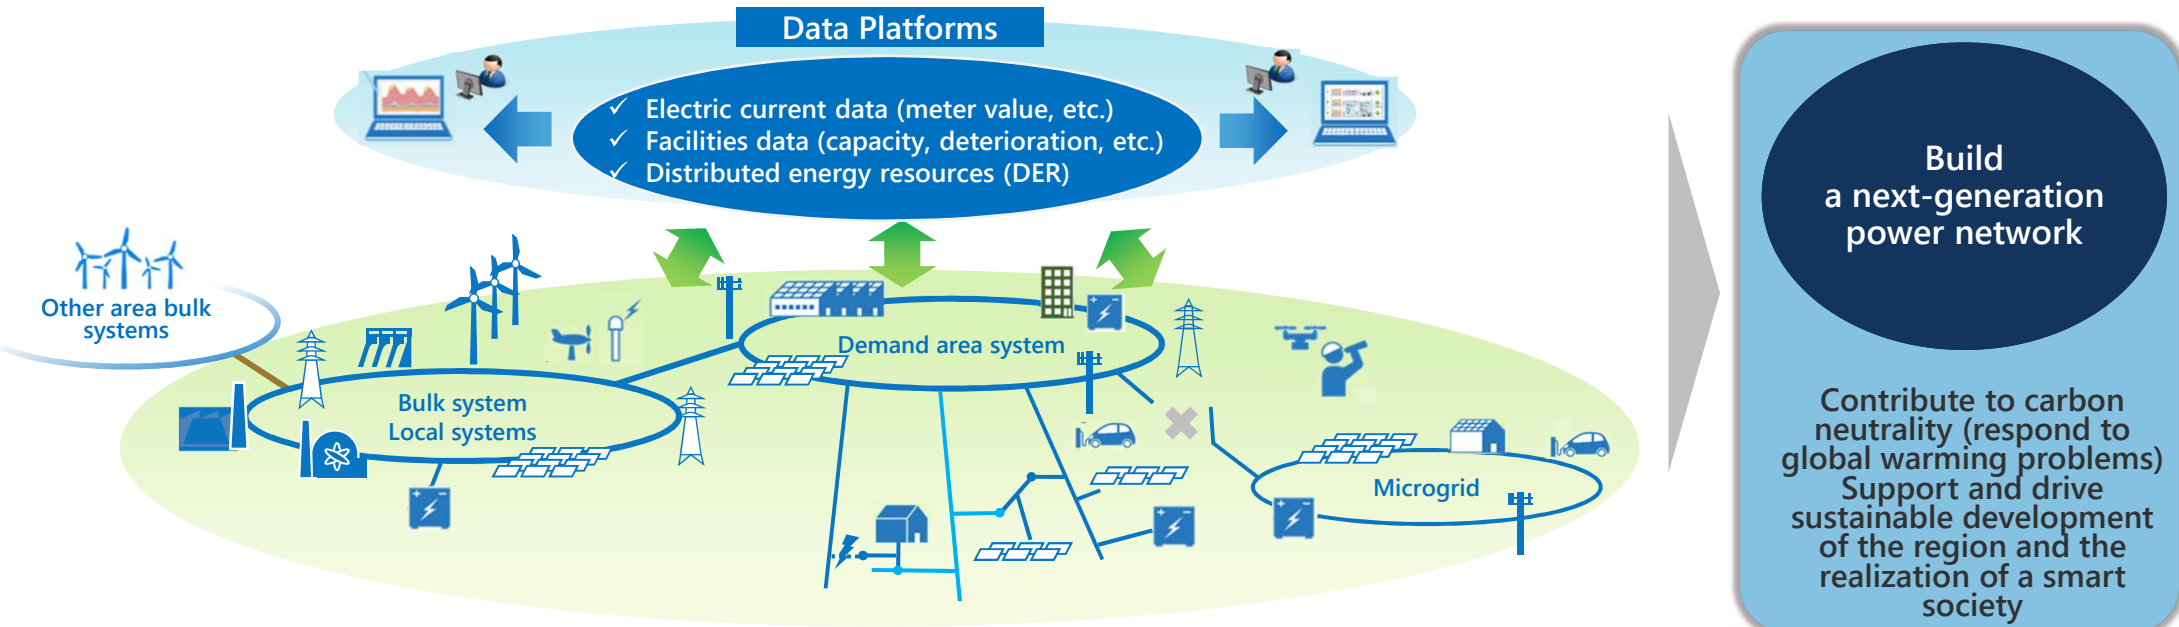 Data Platforms
✓ Electric current data (meter value, etc.)
✓ Facilities data (capacity, deterioration, etc.)
✓ Distributed energy resources (DER)
Other area bulk
systems
Demand area system
Bulk system
Local systems
Microgrid
Build
a next-generation
power network
Contribute to carbon
neutrality (respond to
global warming problems)
Support and drive
sustainable development
of the region and the
realization of a smart
society